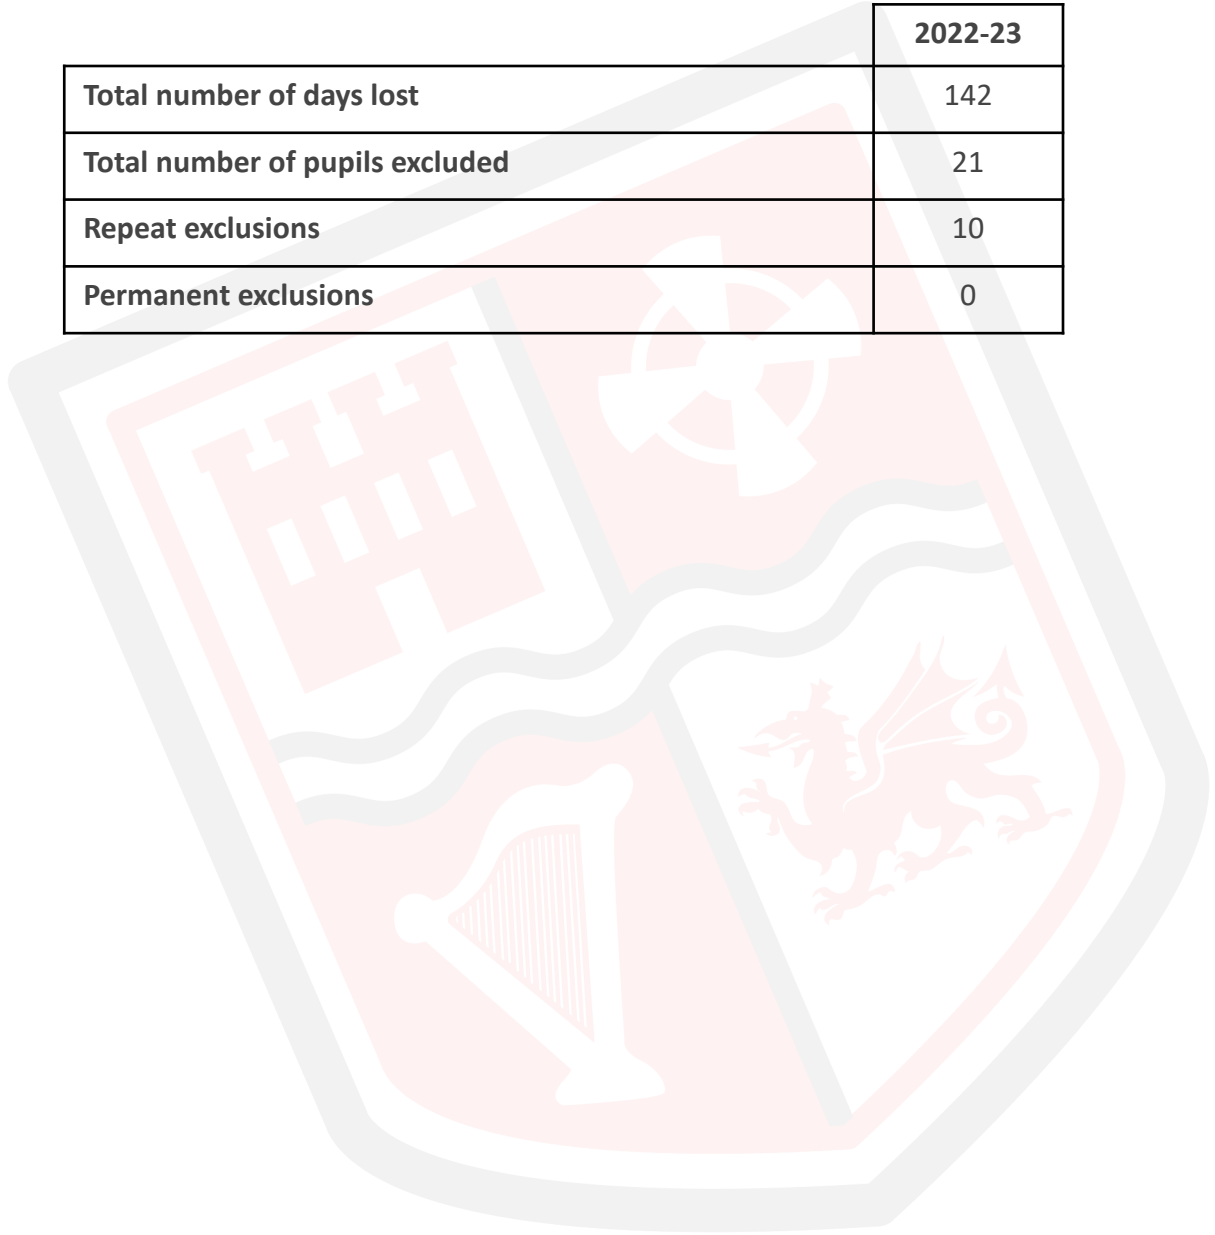 2022-23
Total number of days lost 142
Total number of pupils excluded 21
Repeat exclusions 10
Permanent exclusions 0